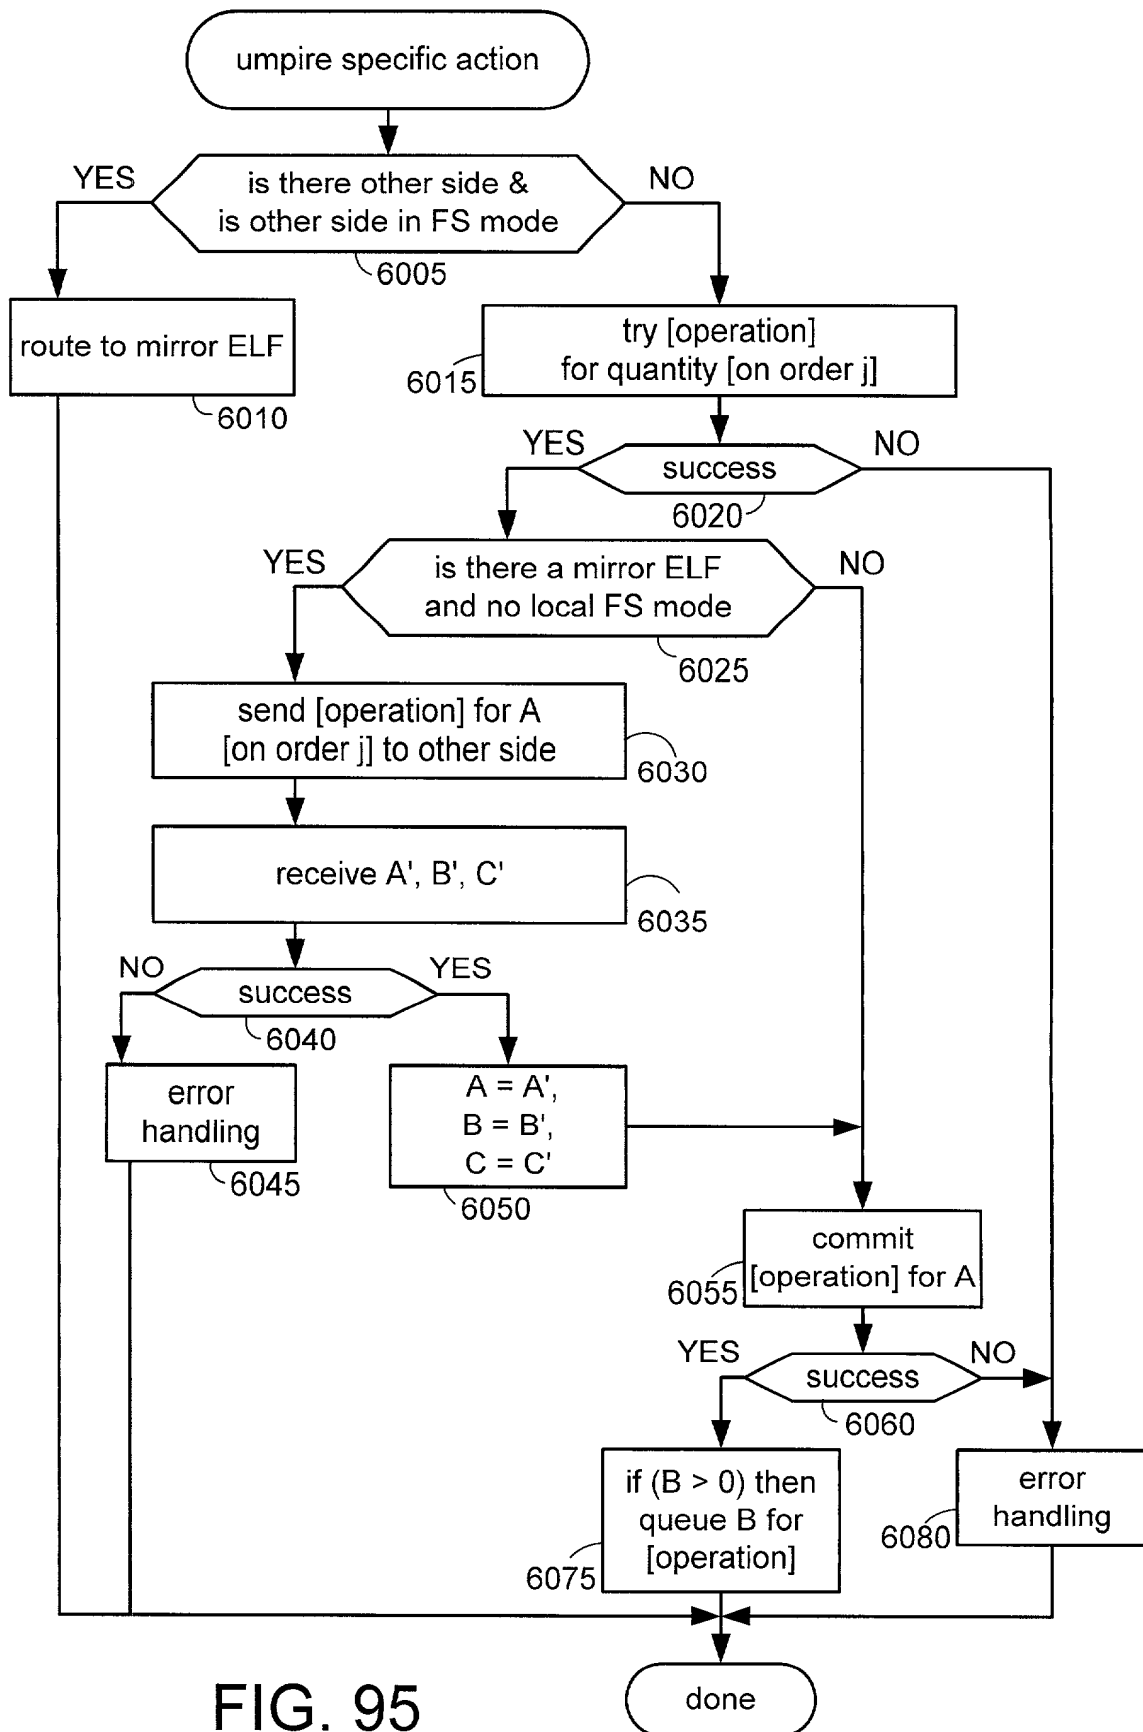 umpire specific action
YES
NO
is there other side &
is other side in FS mode
6005
route to mirror ELF
6010
try [operation]
for quantity [on order j]
6015
YES
NO
success
6020
YES
NO
is there a mirror ELF
and no local FS mode
6025
send [operation] for A
[on order j] to other side
6030
receive A', B', C'
6035
NO
YES
success
6040
error
handling
6045
A = A',
B = B',
C = C'
6050
commit
[operation] for A
6055
YES
NO
success
6060
if (B > 0) then
queue B for
[operation]
6075
error
handling
6080
done
FIG. 95